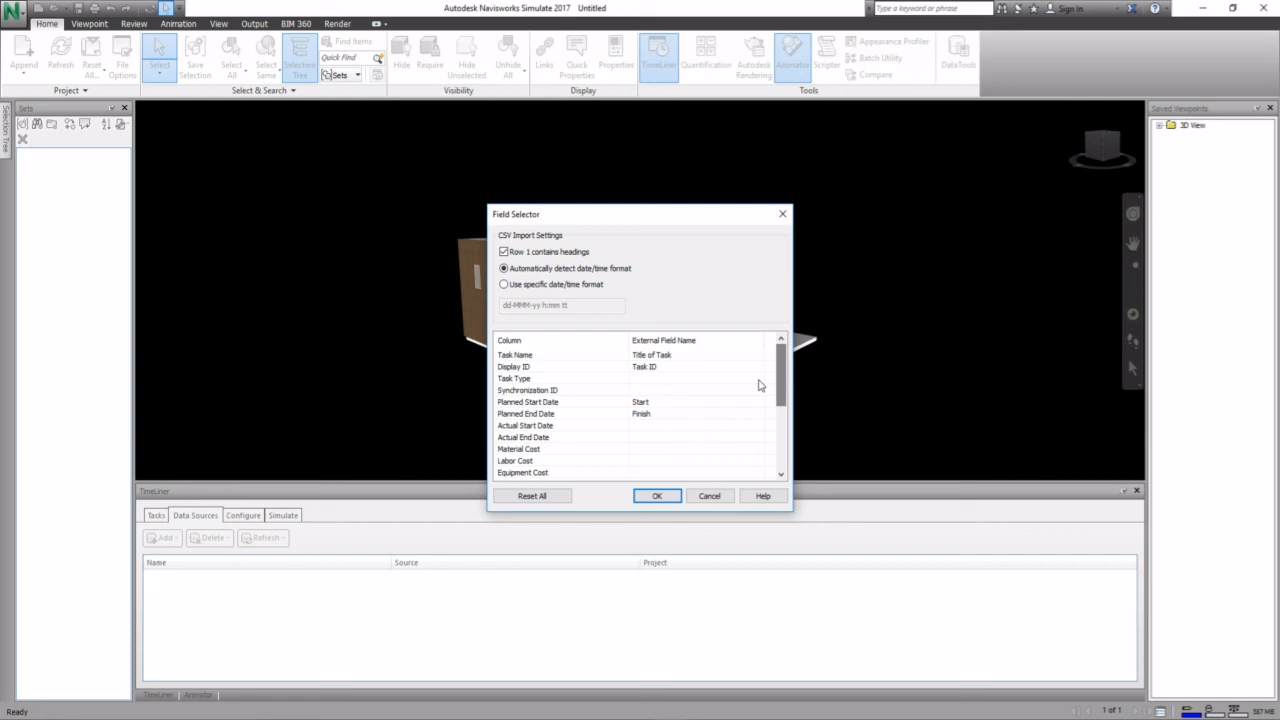 Autodesk Navisworks Simulate 2017 Untitled
Type a keyword or phrase
Sign In
Home Viewpoint Review Animation View Output BIM 360 Render
Append
Refresh
Reset All...
File Options
Project
Select
Save Selection
Select All
Select Same
Selection Tree
Find Items
Quick Find
Sets
Select & Search
Hide
Require
Hide Unselected
Unhide All
Visibility
Links
Quick Properties
Properties
Display
TimeLiner
Quantification
Autodesk Rendering
Animator
Scripter
Appearance Profiler
Batch Utility
Compare
Tools
DataTools
Sets
Selection Tree
Saved Viewpoints
3D View
Field Selector
CSV Import Settings
Row 1 contains headings
Automatically detect date/time format
Use specific date/time format
dd-MMM-yy h:mm tt
Column External Field Name
Task Name Title of Task
Display ID Task ID
Task Type
Synchronization ID
Planned Start Date Start
Planned End Date Finish
Actual Start Date
Actual End Date
Material Cost
Labor Cost
Equipment Cost
Reset All OK Cancel Help
TimeLiner
Tasks Data Sources Configure Simulate
Add Delete Refresh
Name Source Project
TimeLiner Animator
Ready
1 of 1
587 MB